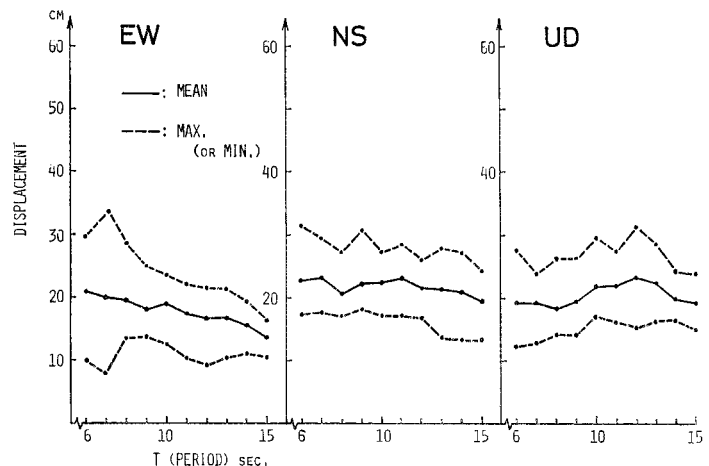 CM
EW
NS
UD
60
50
40
30
20
10
60
40
20
60
40
20
: MEAN
: MAX.
(OR MIN.)
DISPLACEMENT
6 10 15
6 10 15
6 10 15
T (PERIOD) SEC.